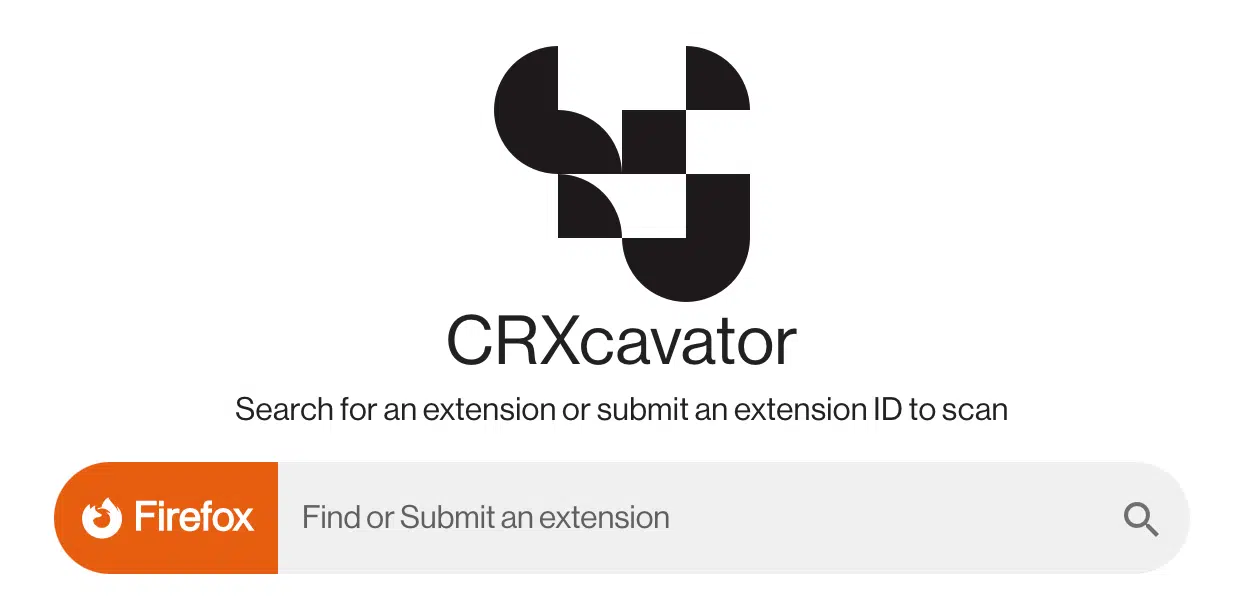 CRXcavator
Search for an extension or submit an extension ID to scan
Firefox
Find or Submit an extension